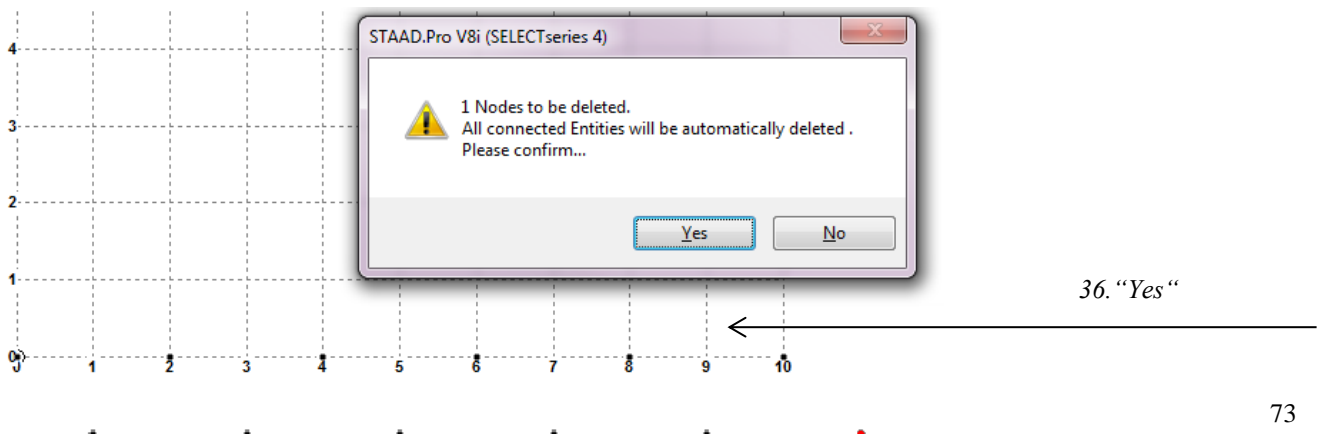 STAAD.Pro V8i (SELECTseries 4)
4
1 Nodes to be deleted.
3
All connected Entities will be automatically deleted .
Please confirm...
2
Yes No
1
36.“Yes“
0
0 1 2 3 4 5 6 7 8 9 10
73